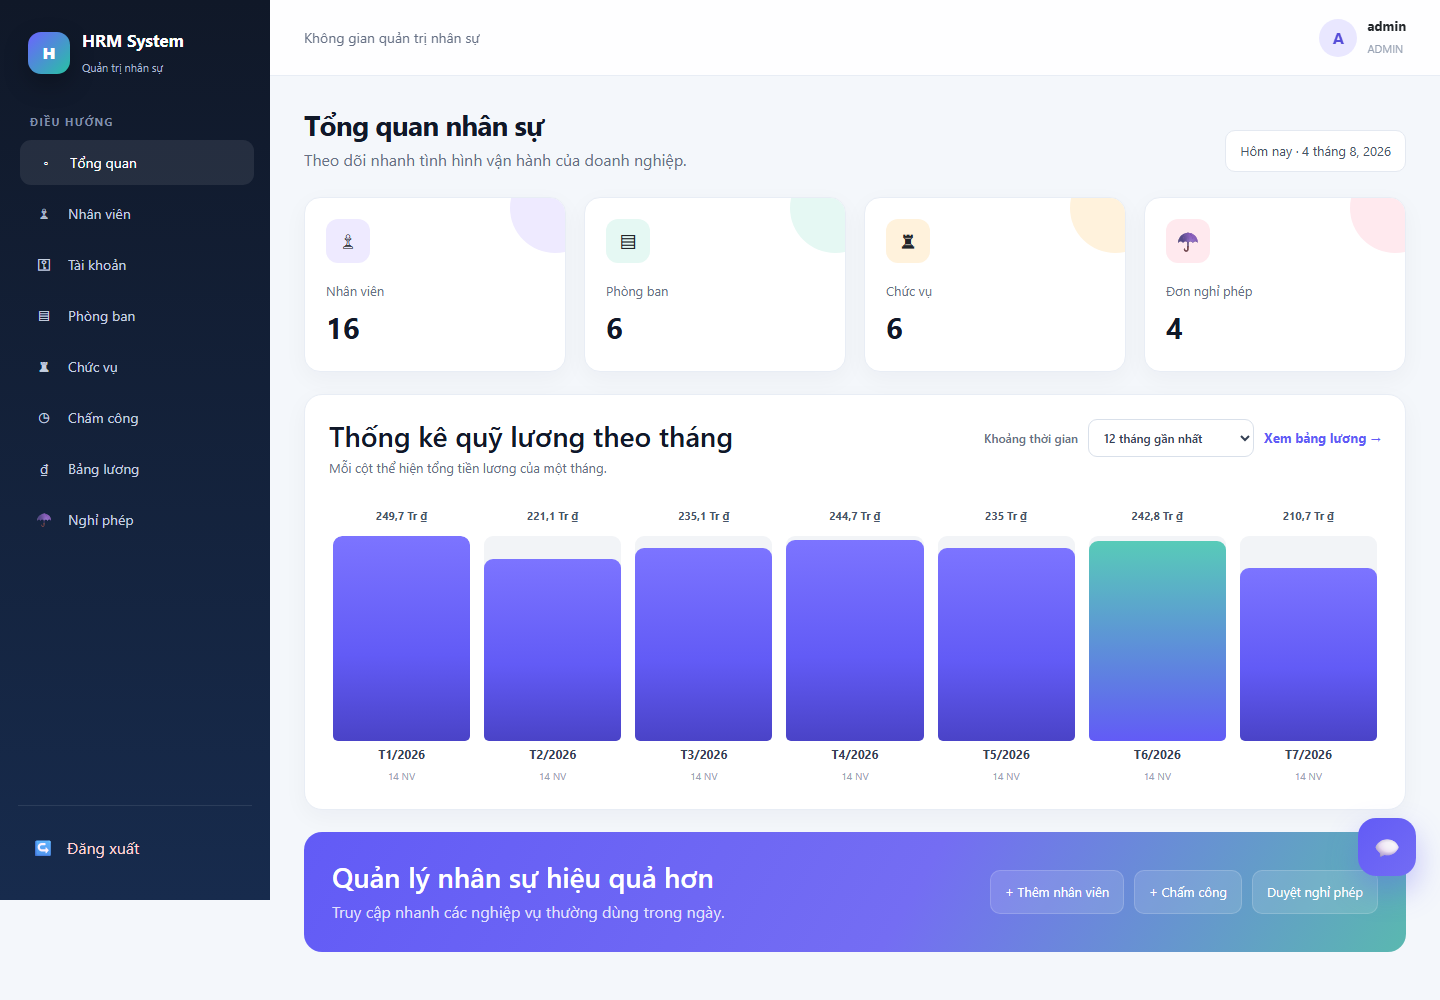 H
HRM System
Quản trị nhân sự
ĐIỀU HƯỚNG
Tổng quan
Nhân viên
Tài khoản
Phòng ban
Chức vụ
Chấm công
₫ Bảng lương
Nghỉ phép
Đăng xuất
Không gian quản trị nhân sự
A
admin
ADMIN
Tổng quan nhân sự
Theo dõi nhanh tình hình vận hành của doanh nghiệp.
Hôm nay · 4 tháng 8, 2026
Nhân viên
16
Phòng ban
6
Chức vụ
6
Đơn nghỉ phép
4
Thống kê quỹ lương theo tháng
Mỗi cột thể hiện tổng tiền lương của một tháng.
Khoảng thời gian
12 tháng gần nhất
Xem bảng lương →
249,7 Tr ₫
221,1 Tr ₫
235,1 Tr ₫
244,7 Tr ₫
235 Tr ₫
242,8 Tr ₫
210,7 Tr ₫
T1/2026
T2/2026
T3/2026
T4/2026
T5/2026
T6/2026
T7/2026
14 NV
14 NV
14 NV
14 NV
14 NV
14 NV
14 NV
Quản lý nhân sự hiệu quả hơn
Truy cập nhanh các nghiệp vụ thường dùng trong ngày.
+ Thêm nhân viên
+ Chấm công
Duyệt nghỉ phép